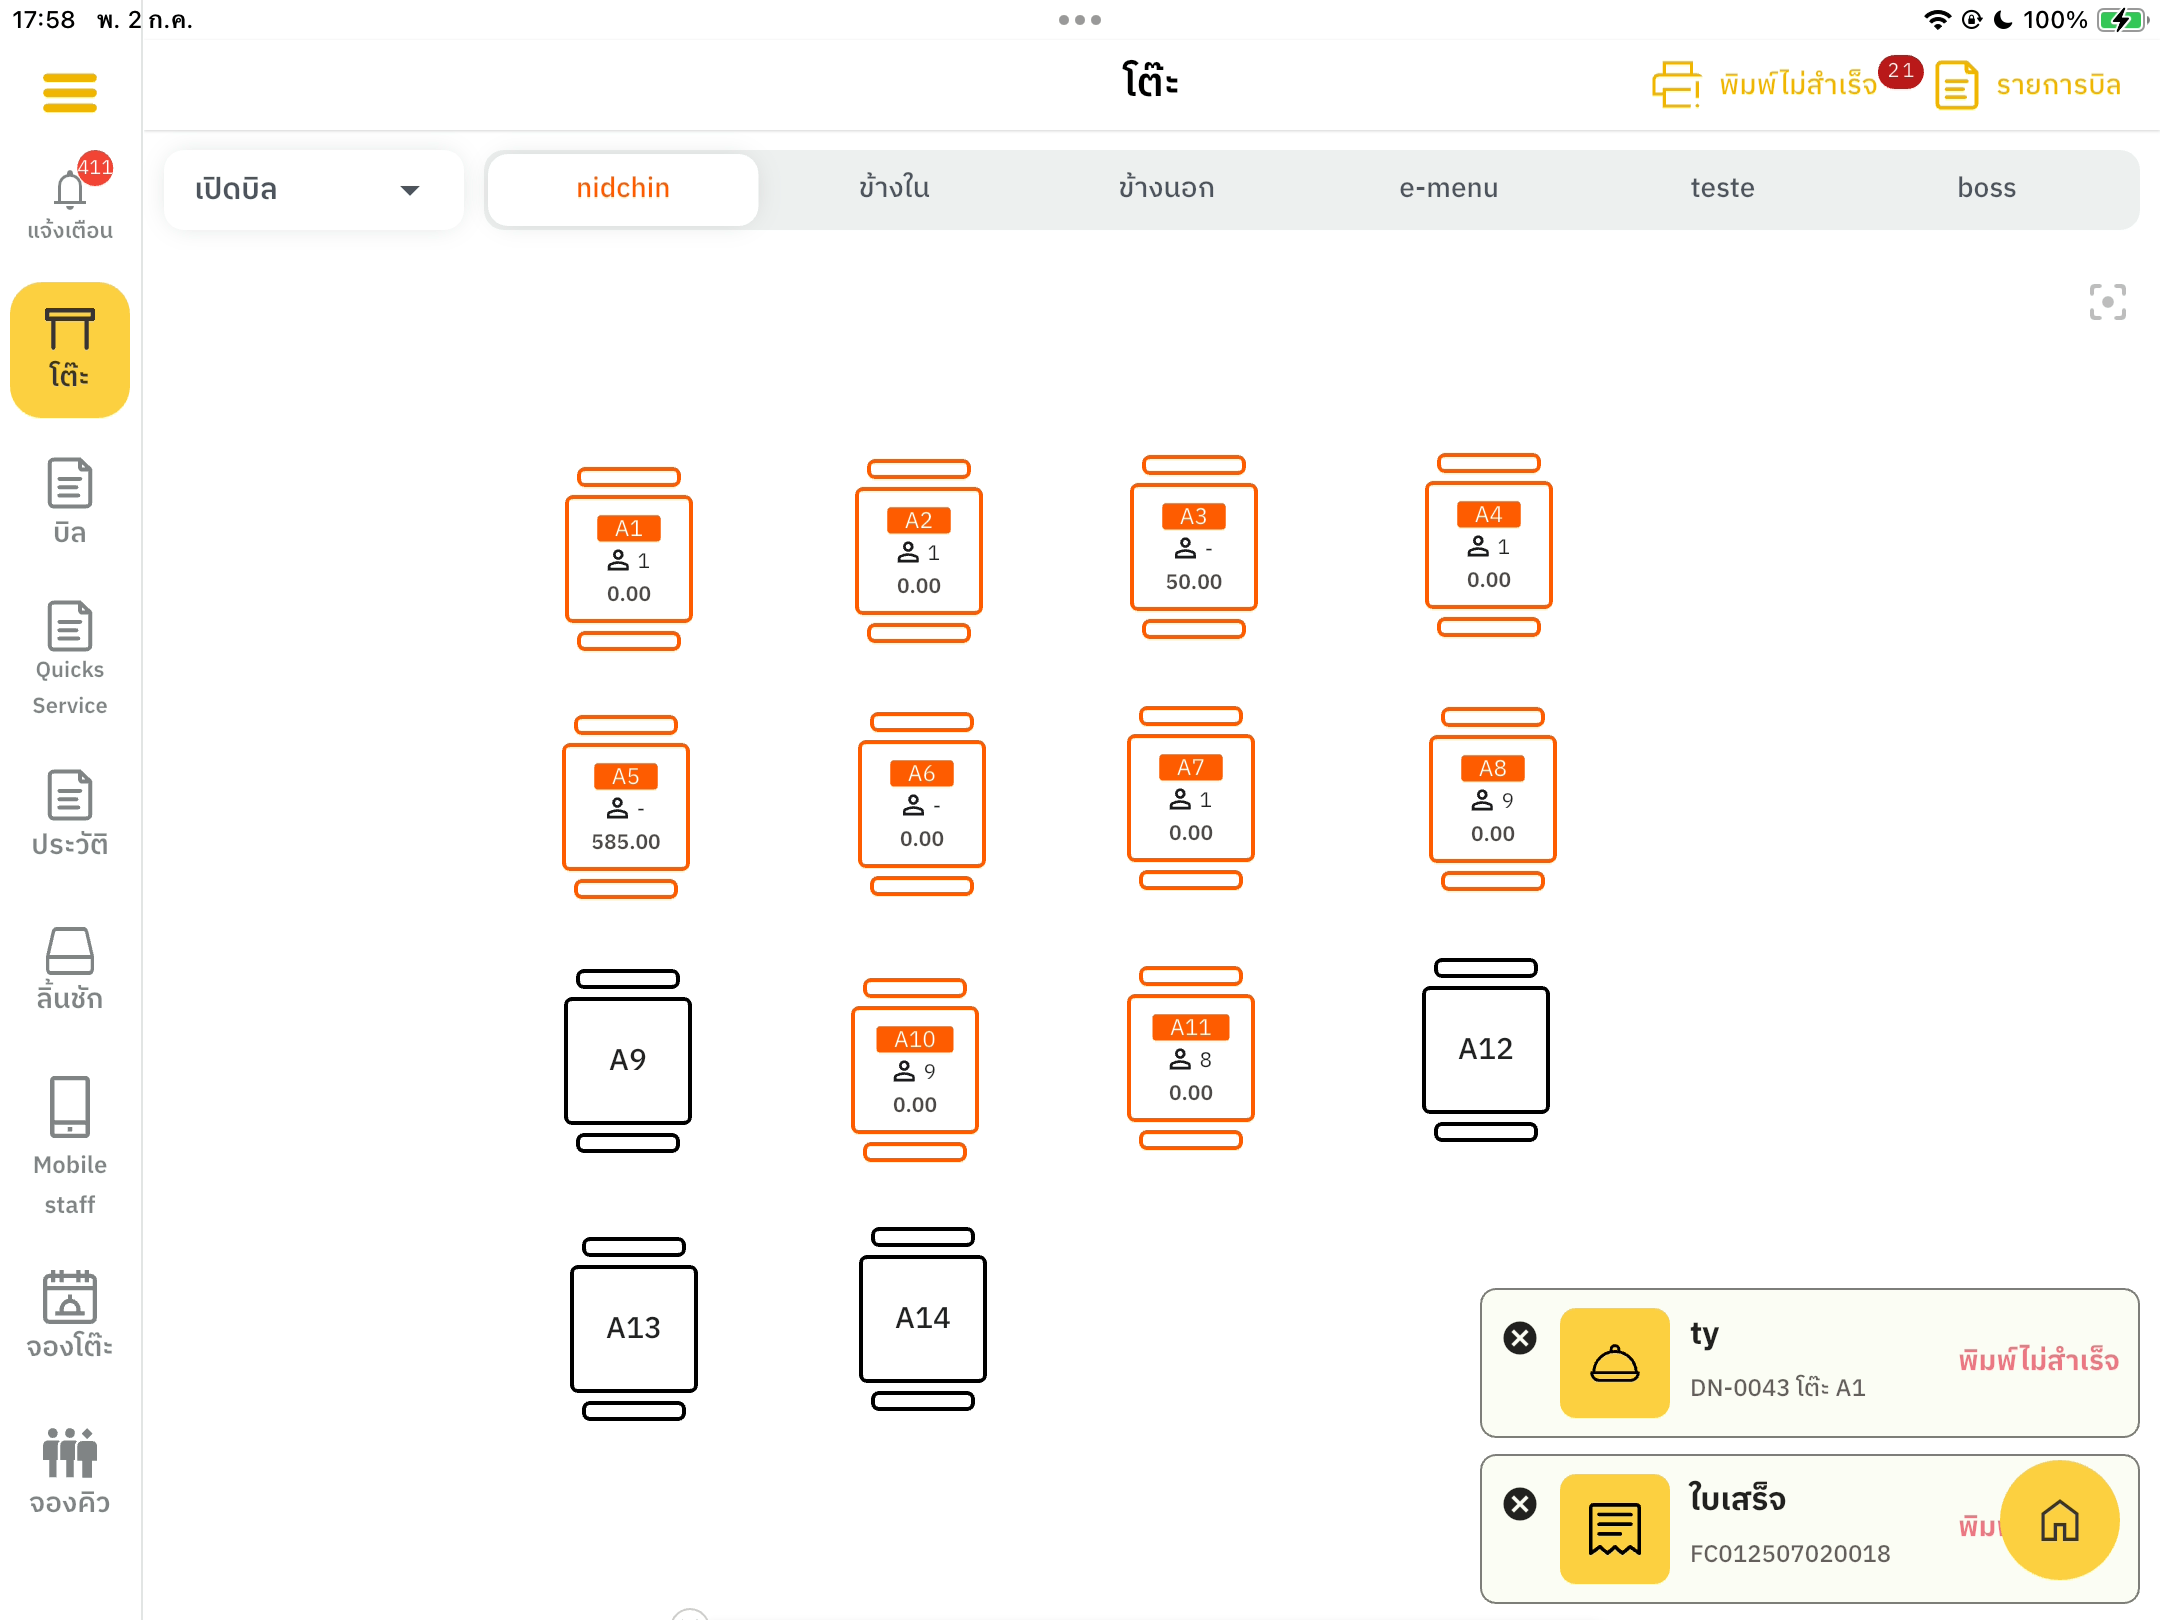 17:58 พ. 2 ก.ค.
100%
โต๊ะ
พิมพ์ไม่สำเร็จ 21
รายการบิล
411
แจ้งเตือน
โต๊ะ
บิล
Quicks
Service
ประวัติ
ลิ้นชัก
Mobile
staff
จองโต๊ะ
จองคิว
เปิดบิล
nidchin ข้างใน ข้างนอก e-menu teste boss
A1
1
0.00
A2
1
0.00
A3
-
50.00
A4
1
0.00
A5
-
585.00
A6
-
0.00
A7
1
0.00
A8
9
0.00
A9
A10
9
0.00
A11
8
0.00
A12
A13
A14
ty
DN-0043 โต๊ะ A1
พิมพ์ไม่สำเร็จ
ใบเสร็จ
FC012507020018